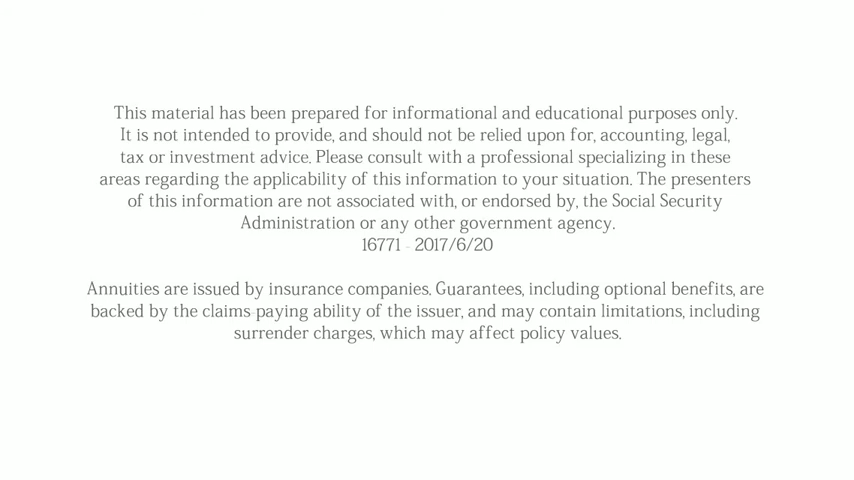 This material has been prepared for informational and educational purposes only.
It is not intended to provide, and should not be relied upon for, accounting, legal,
tax or investment advice. Please consult with a professional specializing in these
areas regarding the applicability of this information to your situation. The presenters
of this information are not associated with, or endorsed by, the Social Security
Administration or any other government agency.
16771 - 2017/6/20
Annuities are issued by insurance companies. Guarantees, including optional benefits, are
backed by the claims-paying ability of the issuer, and may contain limitations, including
surrender charges, which may affect policy values.